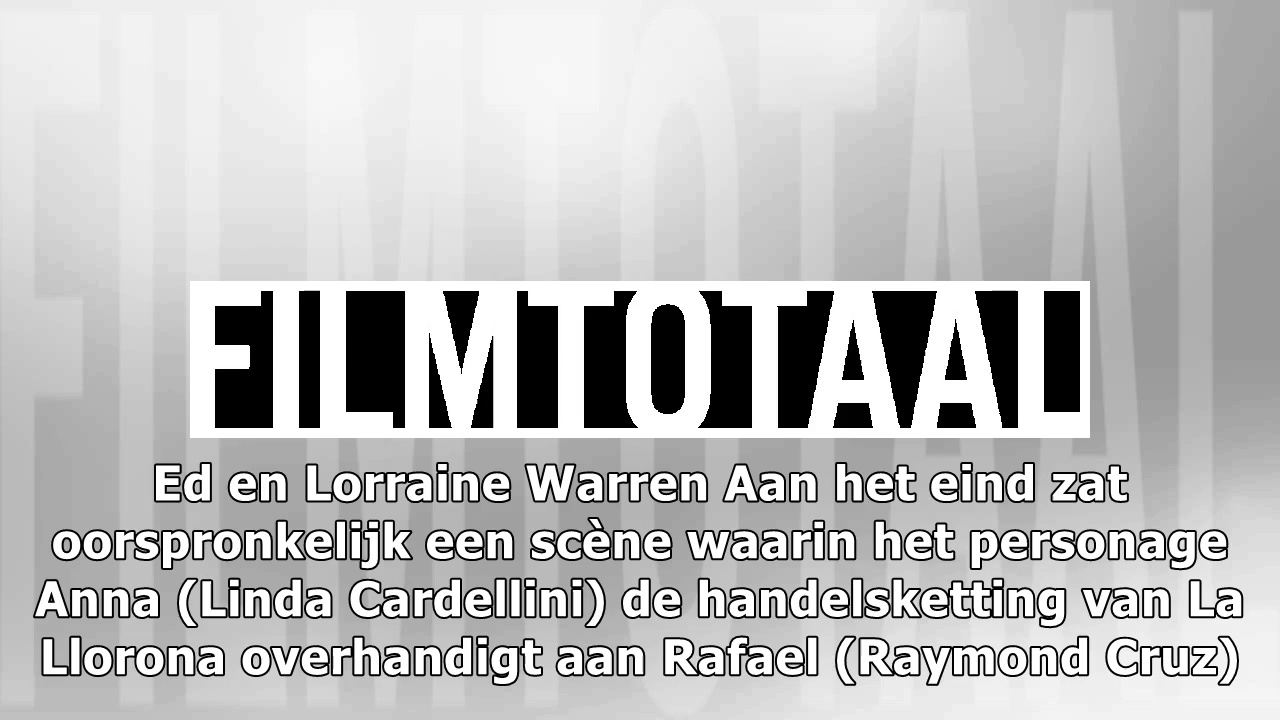 FILMTOTAAL
FILMTOTAAL
Ed en Lorraine Warren Aan het eind zat
oorspronkelijk een scène waarin het personage
Anna (Linda Cardellini) de handelsketting van La
Llorona overhandigt aan Rafael (Raymond Cruz)